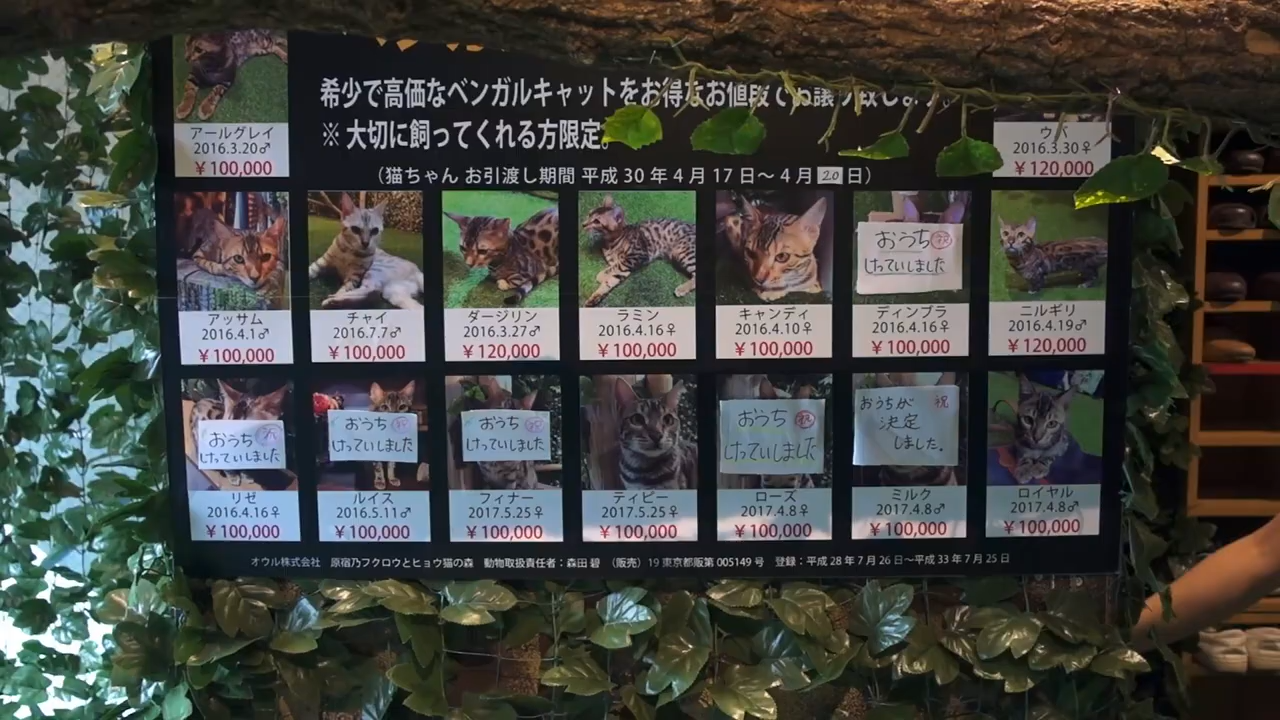 希少で高価なベンガルキャットをお得なお値段でお譲り致します。
※ 大切に飼ってくれる方限定。
（猫ちゃん お引渡し期間 平成 30 年 4 月 17 日～ 4 月 20 日）
アールグレイ
2016.3.20♂
￥100,000
ウバ
2016.3.30♀
￥120,000
アッサム
2016.4.1♂
￥100,000
チャイ
2016.7.7♂
￥100,000
ダージリン
2016.3.27♂
￥120,000
ラミン
2016.4.16♀
￥100,000
キャンディ
2016.4.10♀
￥100,000
おうち 祝
けっていしました
ディンブラ
2016.4.16♀
￥100,000
ニルギリ
2016.4.19♂
￥120,000
おうち 祝
けっていしました
リゼ
2016.4.16♀
￥100,000
おうち 祝
けっていしました
ルイス
2016.5.11♂
￥100,000
おうち 祝
けっていしました
フィナー
2017.5.25♀
￥100,000
ティピー
2017.5.25♀
￥100,000
おうち 祝
けっていしました
ローズ
2017.4.8♀
￥100,000
おうちが 祝
決定
しました。
ミルク
2017.4.8♂
￥100,000
ロイヤル
2017.4.8♂
￥100,000
オウル株式会社 原宿乃フクロウとヒョウ猫の森 動物取扱責任者：森田 碧 （販売）19 東京都販第 005149 号 登録：平成 28 年 7 月 26 日～平成 33 年 7 月 25 日